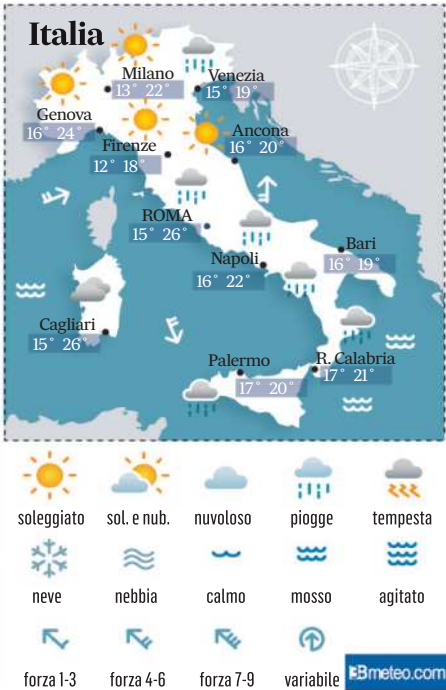 Italia
Milano
13° 22°
Venezia
15° 19°
Genova
16° 24°
Firenze
12° 18°
Ancona
16° 20°
ROMA
15° 26°
Napoli
16° 22°
Bari
16° 19°
Cagliari
15° 26°
Palermo
17° 20°
R. Calabria
17° 21°
soleggiato sol. e nub. nuvoloso piogge tempesta
neve nebbia calmo mosso agitato
forza 1-3 forza 4-6 forza 7-9 variabile
3Bmeteo.com